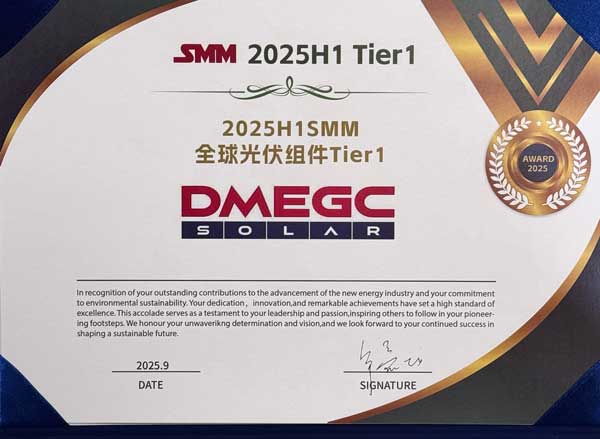 SMM 2025H1 Tier1
2025H1SMM
全球光伏组件Tier1
AWARD
2025
DMEGC
SOLAR
In recognition of your outstanding contributions to the advancement of the new energy industry and your commitment
to environmental sustainability. Your dedication，innovation,and remarkable achievements have set a high standard of
excellence. This accolade serves as a testament to your leadership and passion,inspiring others to follow in your pioneer-
ing footsteps. We honour your unwaverikng determination and vision,and we look forward to your continued success in
shaping a sustainable future.
2025.9
DATE
SIGNATURE